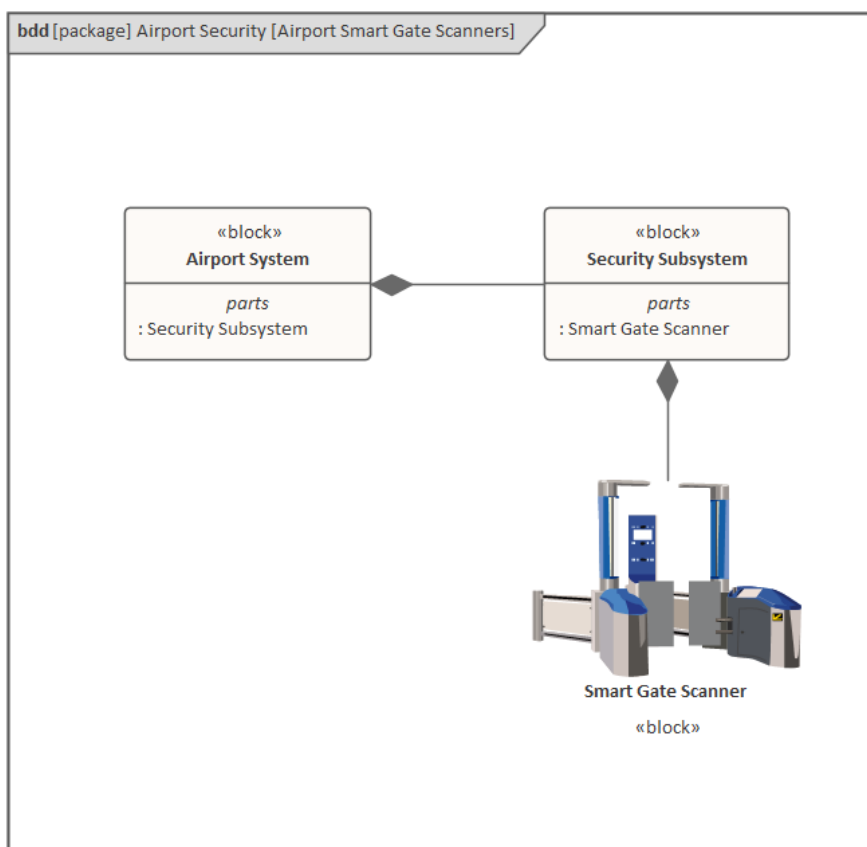 bdd [package] Airport Security [Airport Smart Gate Scanners]
«block»
Airport System
parts
: Security Subsystem
«block»
Security Subsystem
parts
: Smart Gate Scanner
Smart Gate Scanner
«block»